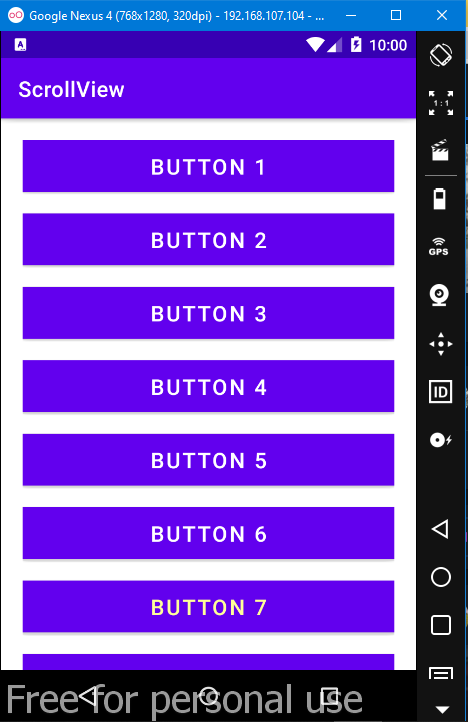 Google Nexus 4 (768x1280, 320dpi) - 192.168.107.104 - ...
A 10:00
ScrollView
1:1
BUTTON 1
BUTTON 2
GPS
BUTTON 3
BUTTON 4
ID
BUTTON 5
BUTTON 6
BUTTON 7
Free for personal use